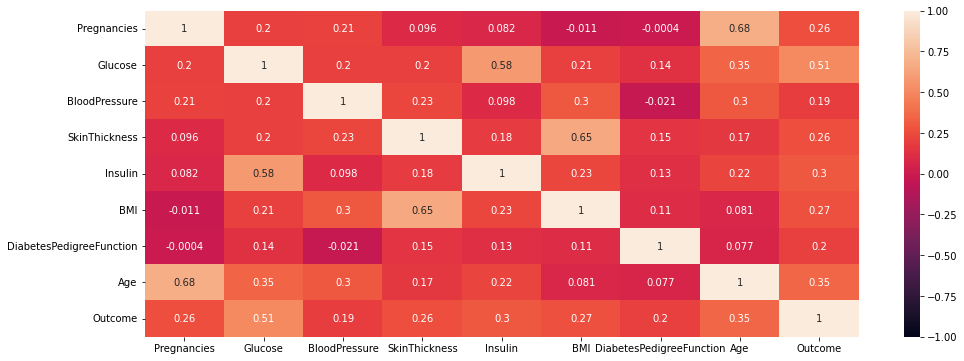 Pregnancies 1 0.2 0.21 0.096 0.082 -0.011 -0.0004 0.68 0.26
Glucose 0.2 1 0.2 0.2 0.58 0.21 0.14 0.35 0.51
BloodPressure 0.21 0.2 1 0.23 0.098 0.3 -0.021 0.3 0.19
SkinThickness 0.096 0.2 0.23 1 0.18 0.65 0.15 0.17 0.26
Insulin 0.082 0.58 0.098 0.18 1 0.23 0.13 0.22 0.3
BMI -0.011 0.21 0.3 0.65 0.23 1 0.11 0.081 0.27
DiabetesPedigreeFunction -0.0004 0.14 -0.021 0.15 0.13 0.11 1 0.077 0.2
Age 0.68 0.35 0.3 0.17 0.22 0.081 0.077 1 0.35
Outcome 0.26 0.51 0.19 0.26 0.3 0.27 0.2 0.35 1
Pregnancies Glucose BloodPressure SkinThickness Insulin BMI DiabetesPedigreeFunction Age Outcome
1.00
0.75
0.50
0.25
0.00
−0.25
−0.50
−0.75
−1.00